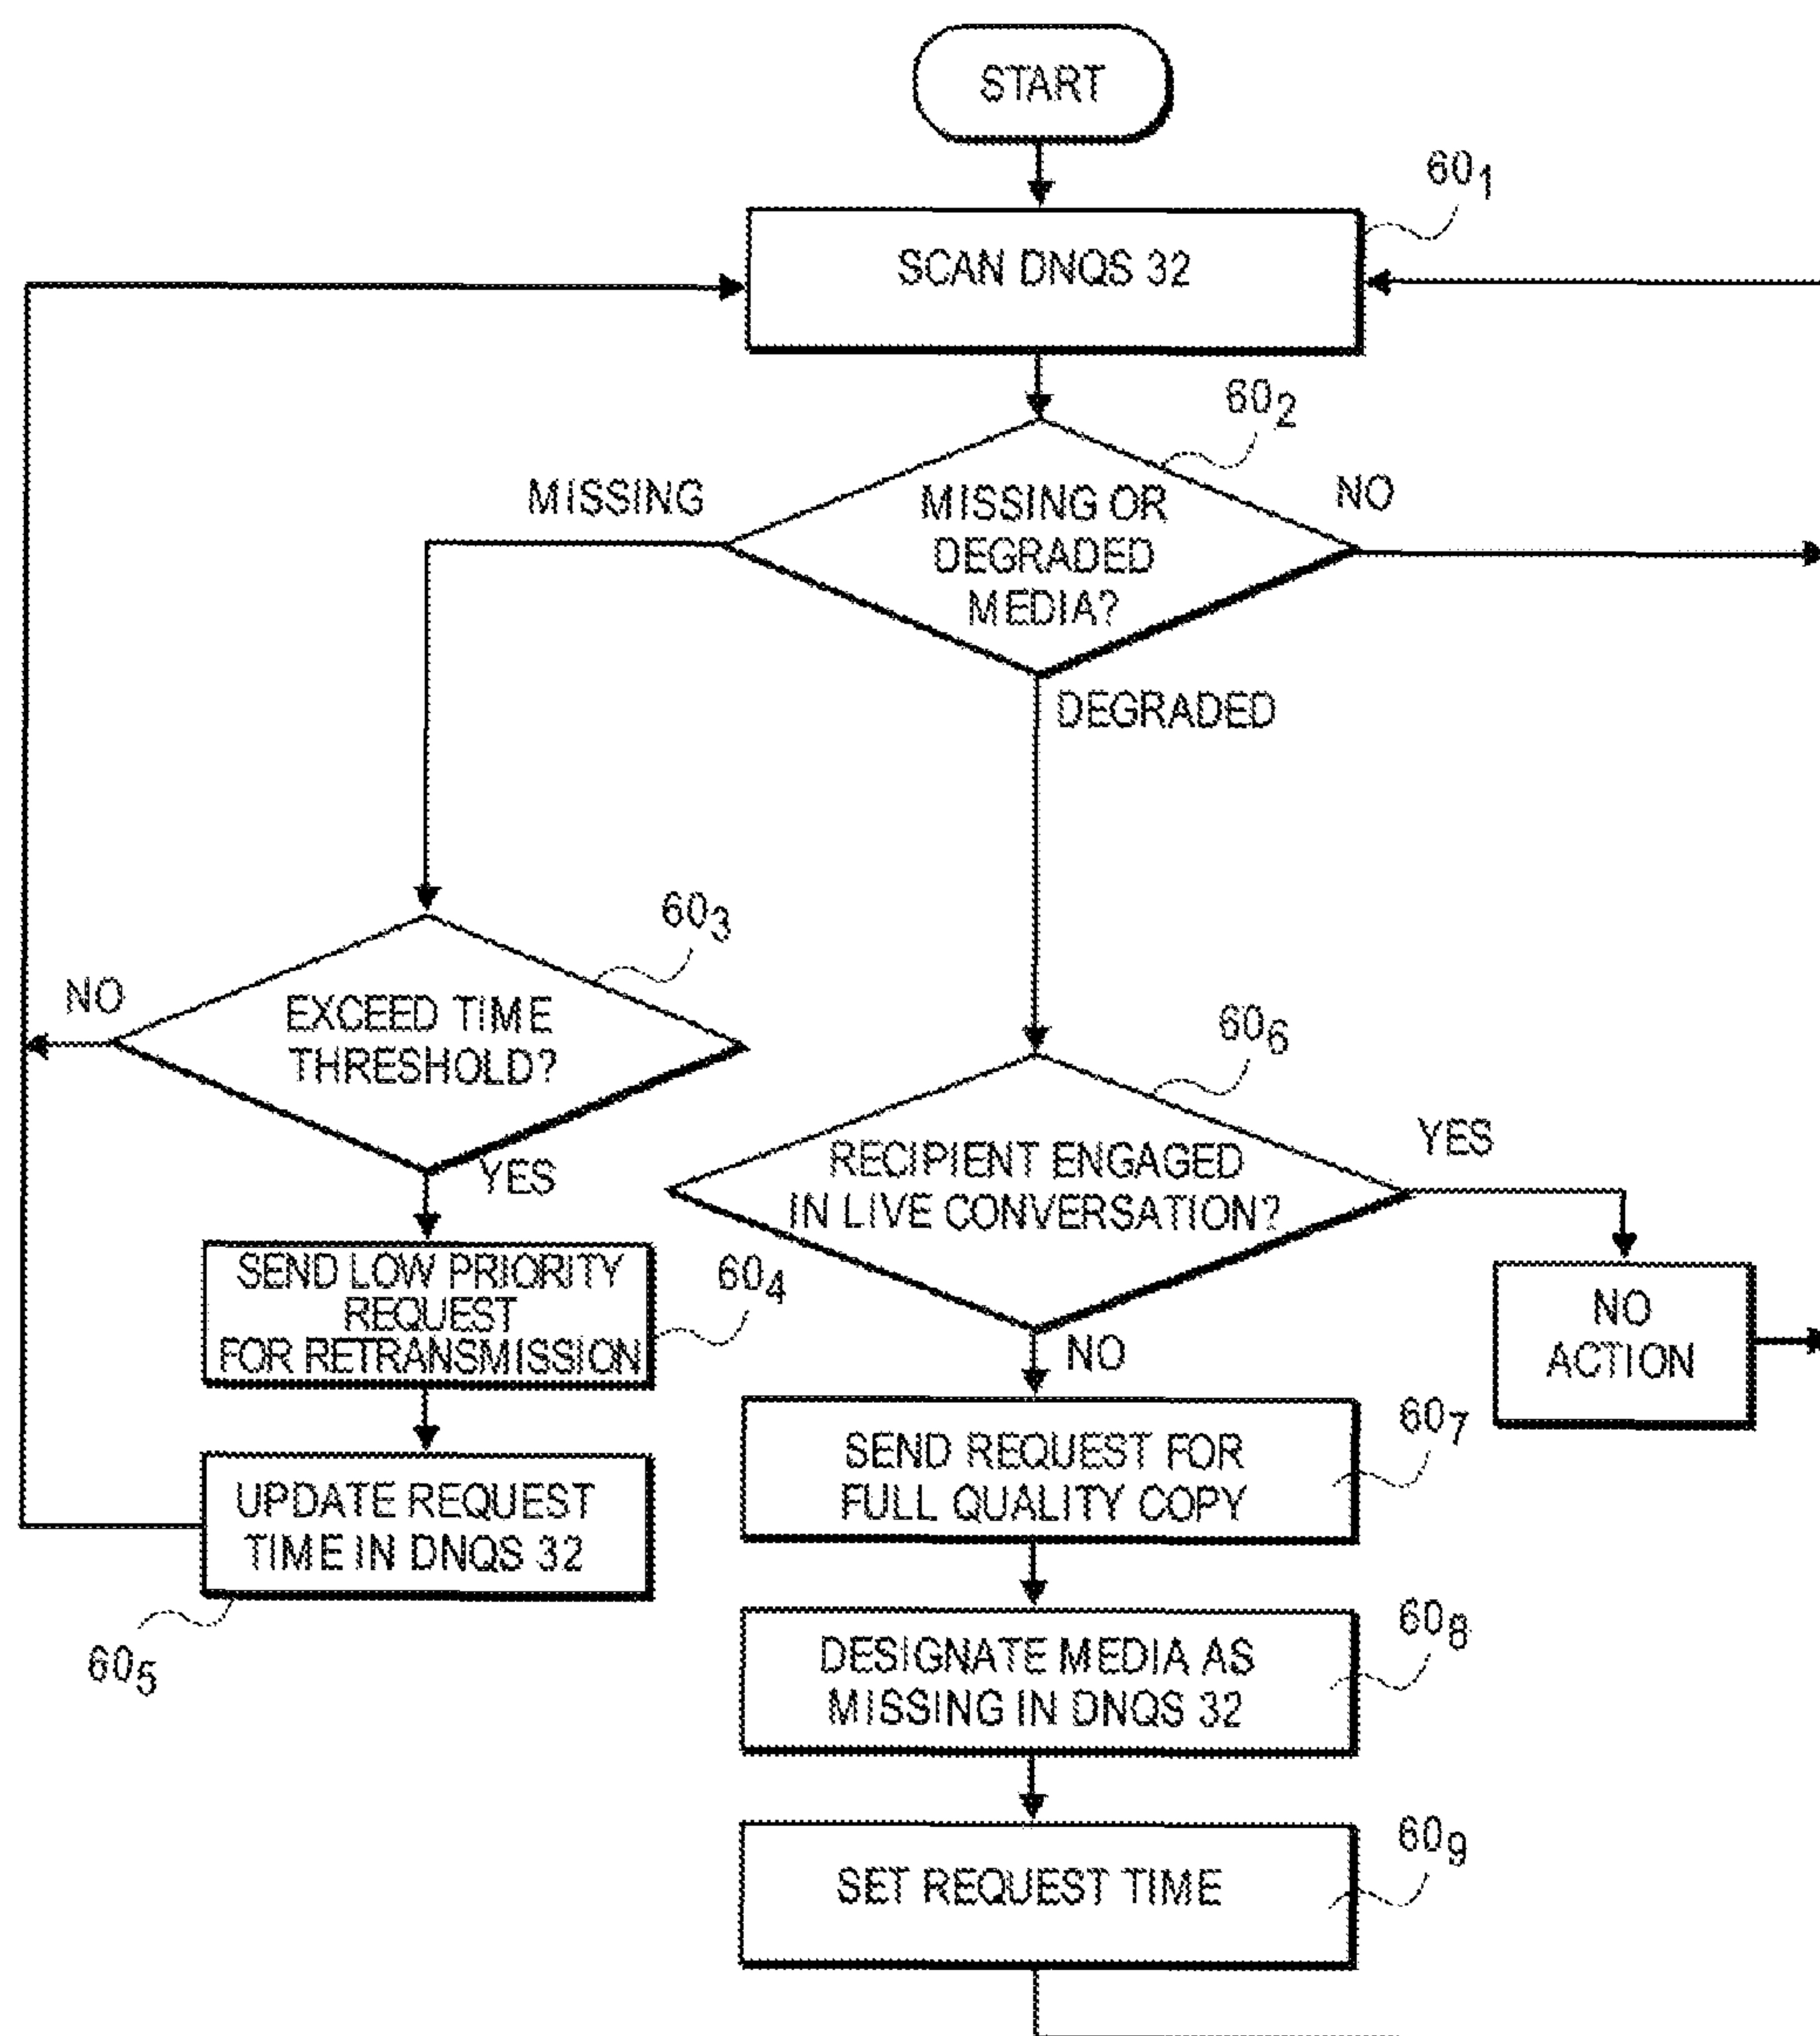 START
60₁
SCAN DNQS 32
60₂
MISSING
MISSING OR
DEGRADED
MEDIA?
NO
DEGRADED
60₃
NO
EXCEED TIME
THRESHOLD?
YES
60₆
RECIPIENT ENGAGED
IN LIVE CONVERSATION?
YES
SEND LOW PRIORITY
REQUEST
FOR RETRANSMISSION
60₄
NO
NO
ACTION
UPDATE REQUEST
TIME IN DNQS 32
60₅
SEND REQUEST FOR
FULL QUALITY COPY
60₇
DESIGNATE MEDIA AS
MISSING IN DNQS 32
60₈
SET REQUEST TIME
60₉